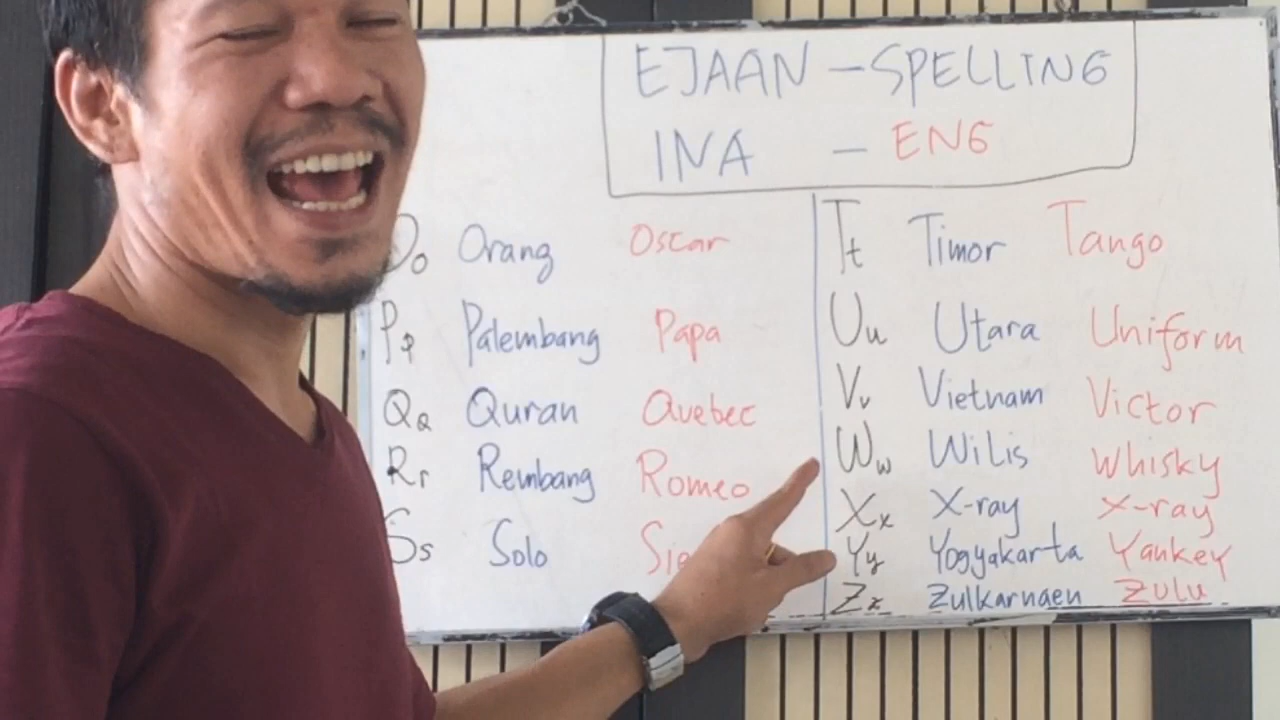 EJAAN - SPELLING
INA - ENG
Oo Orang Oscar
Pp Palembang Papa
Qq Quran Quebec
Rr Rembang Romeo
Ss Solo Sie
Tt Timor Tango
Uu Utara Uniform
Vv Vietnam Victor
Ww Wilis Whisky
Xx X-ray X-ray
Yy Yogyakarta Yankey
Zz Zulkarnaen Zulu